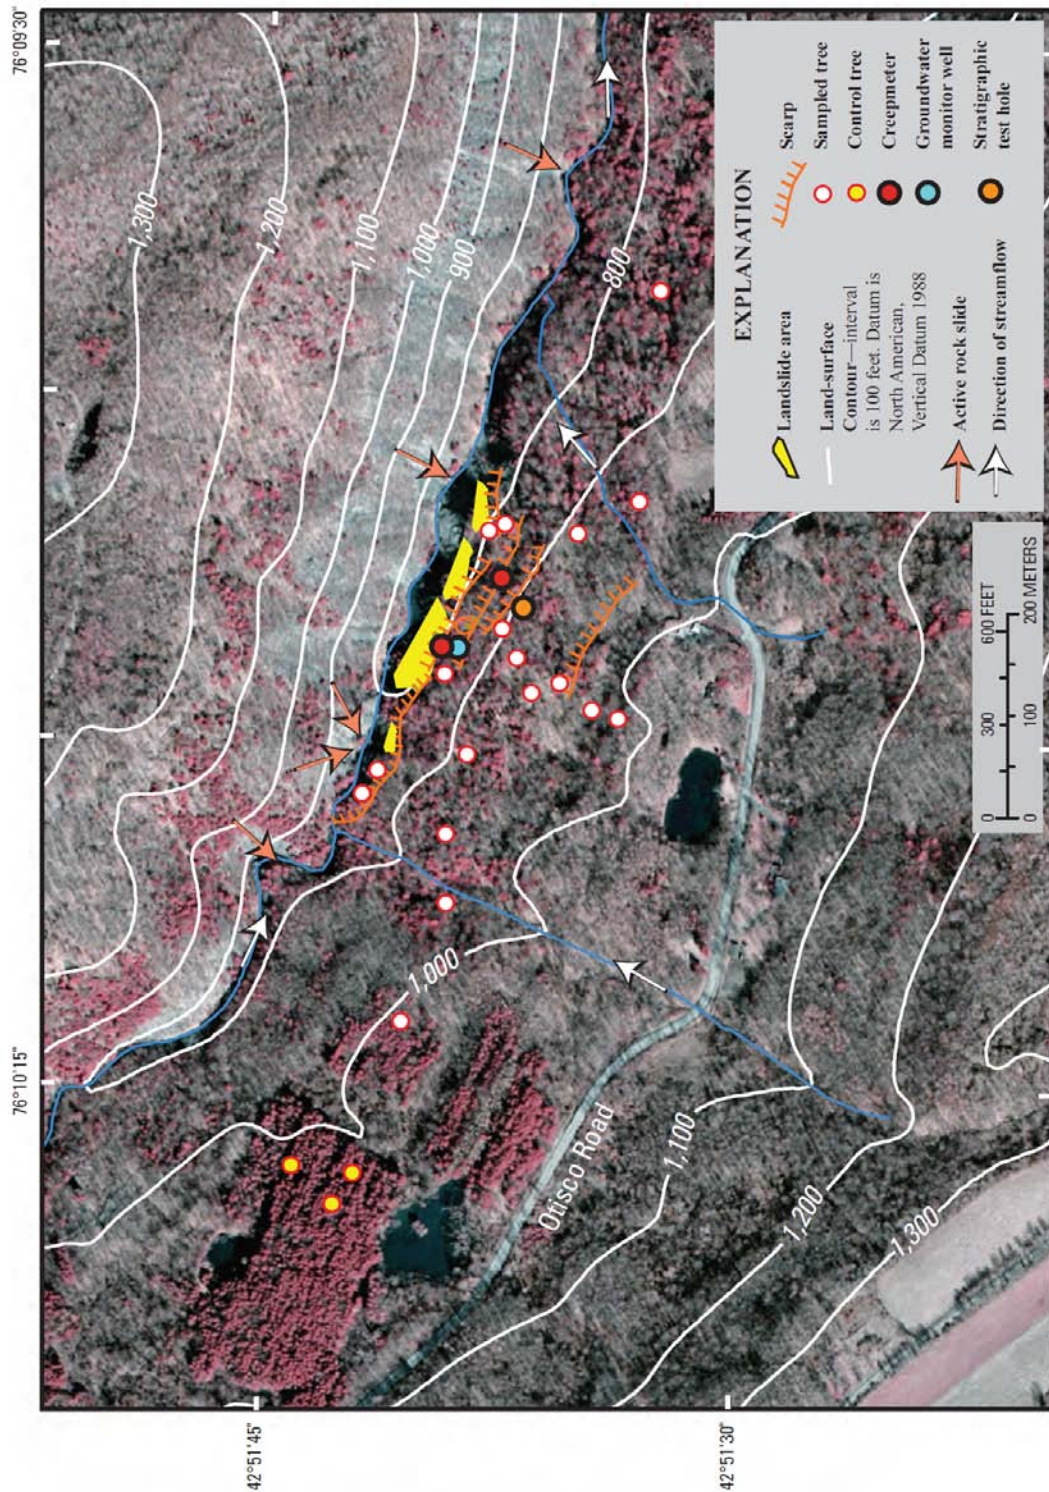 76°10'15"
76°09'30"
42°51'45"
42°51'30"
1,300
1,200
1,100
1,000
900
800
1,000
1,100
1,200
1,300
Otisco Road
EXPLANATION
Landslide area
Land-surface
Contour—interval
is 100 feet. Datum is
North American,
Vertical Datum 1988
Active rock slide
Direction of streamflow
Scarp
Sampled tree
Control tree
Creepmeter
Groundwater
monitor well
Stratigraphic
test hole
0 300 600 FEET
0 100 200 METERS